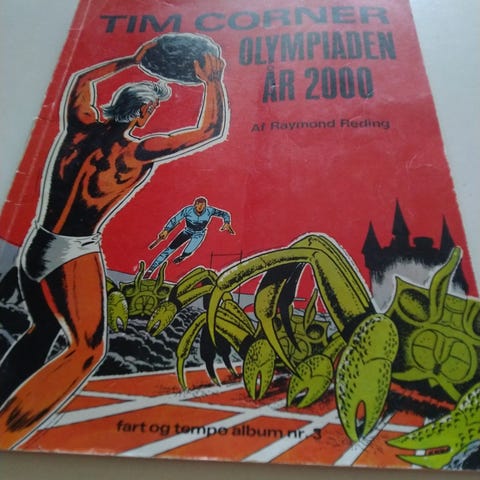 TIM CORNER
OLYMPIADEN
ÅR 2000
Af Raymond Reding
fart og tempo album nr. 3